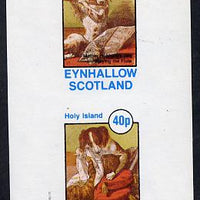 EYNHALLOW
SCOTLAND
Holy Island
40p